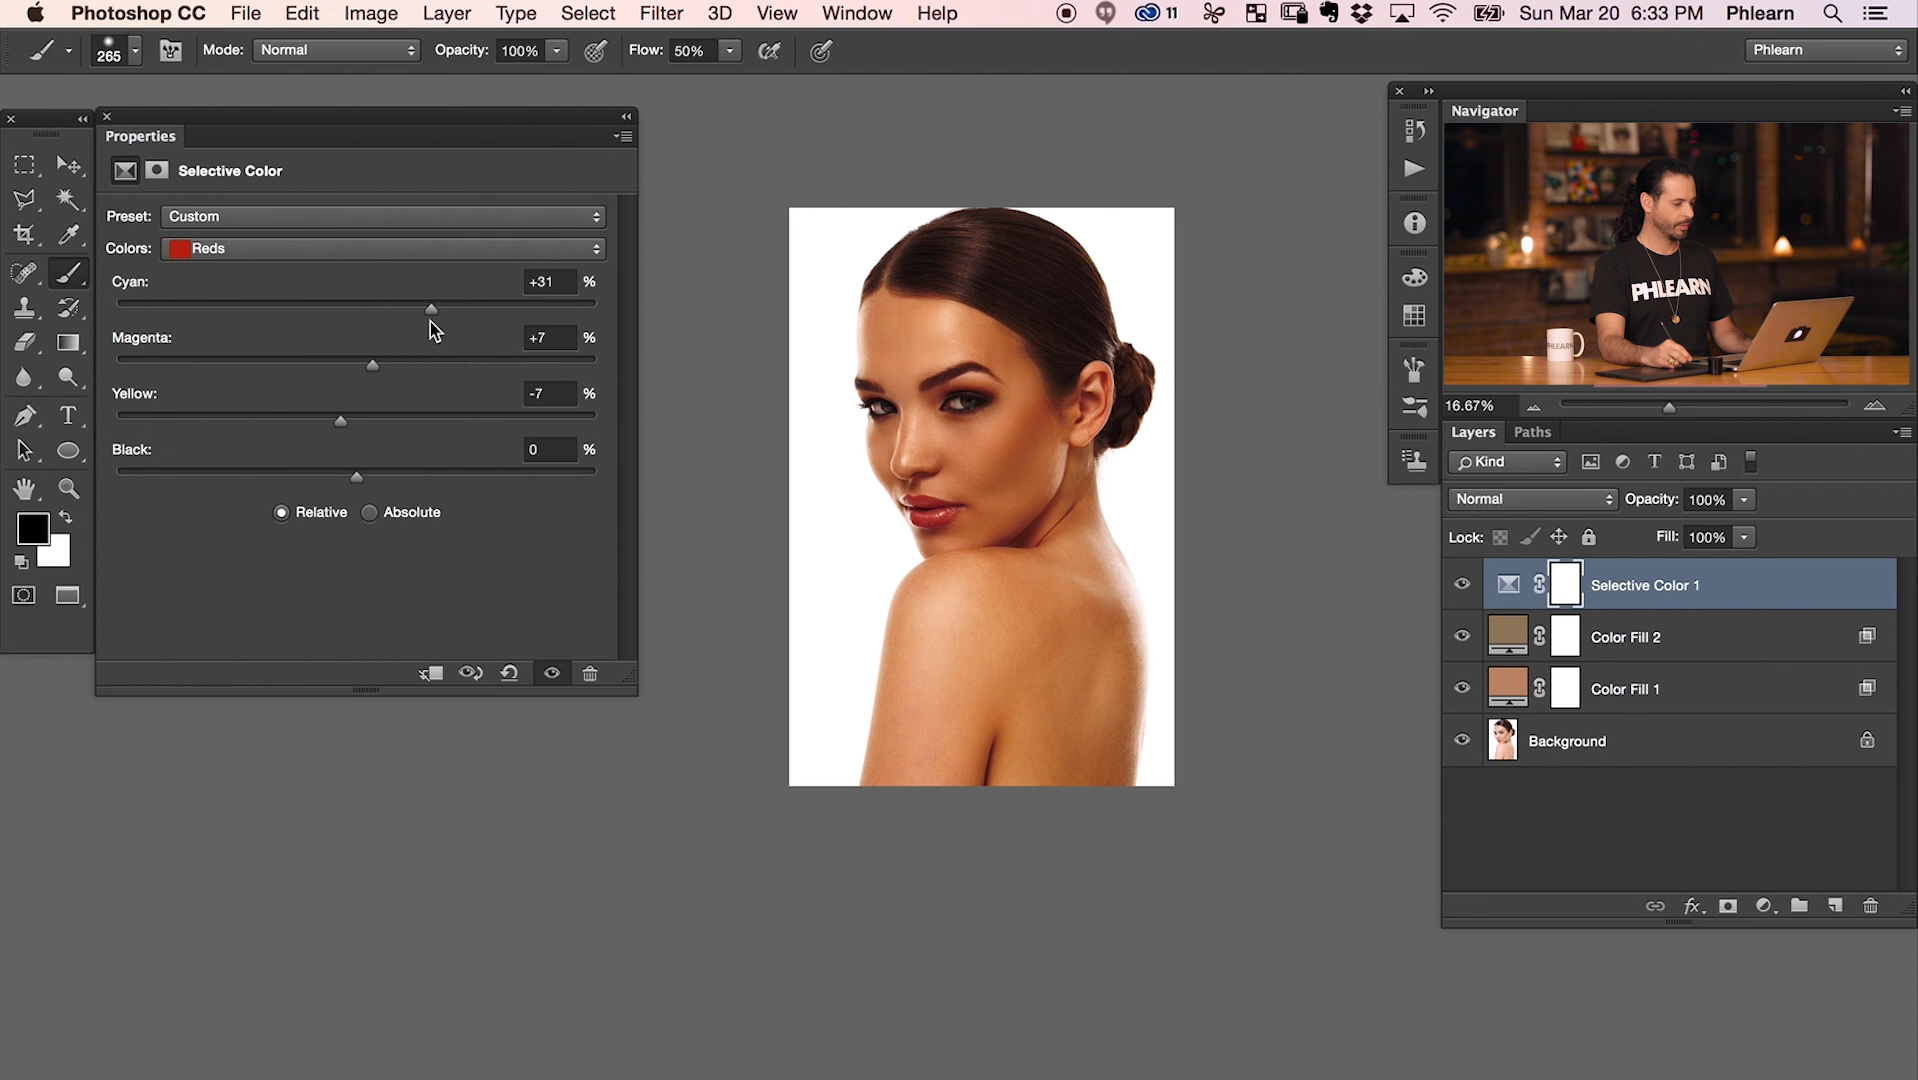 Photoshop CC File Edit Image Layer Type Select Filter 3D View Window Help 11 Sun Mar 20 6:33 PM Phlearn
265 Mode: Normal Opacity: 100% Flow: 50% Phlearn
Properties
Selective Color
Preset: Custom
Colors: Reds
Cyan: +31 %
Magenta: +7 %
Yellow: -7 %
Black: 0 %
Relative Absolute
Navigator
PHLEARN
PHLEARN
16.67%
Layers Paths
Kind
Normal Opacity: 100%
Lock: Fill: 100%
Selective Color 1
Color Fill 2
Color Fill 1
Background
fx